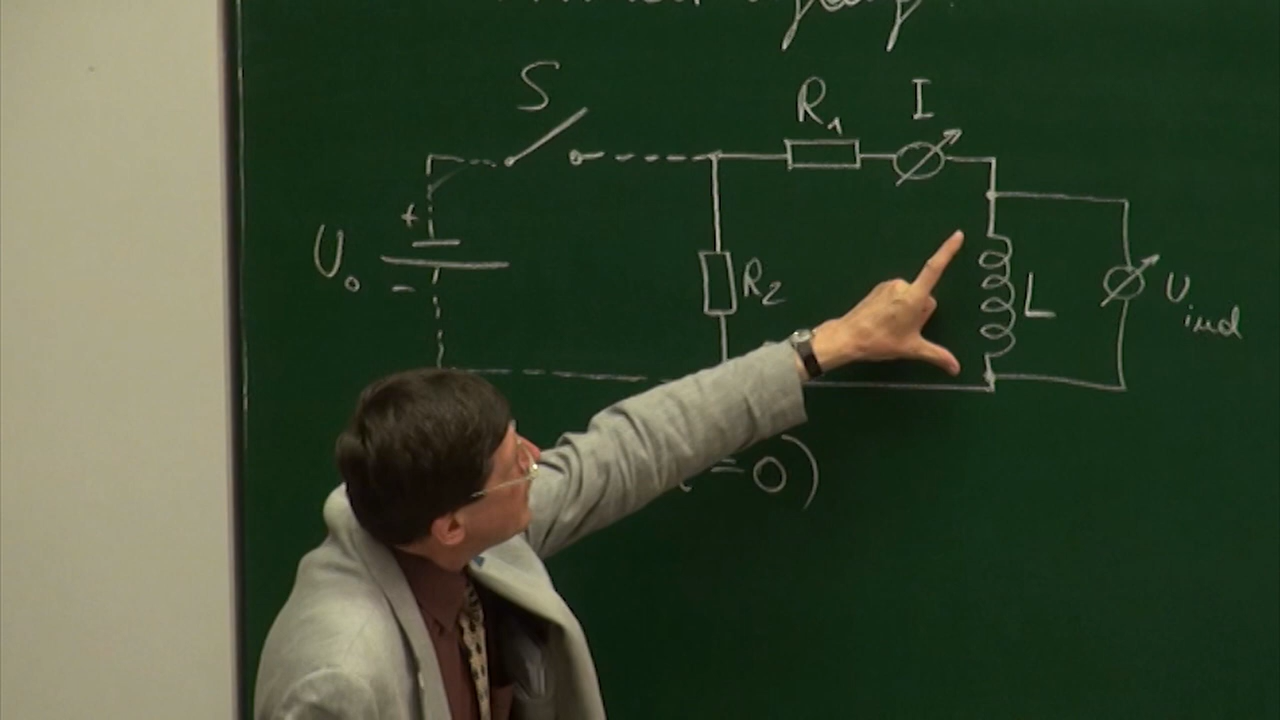 S
R₁
I
+
U₀
−
R₂
L
U_ind
= 0)